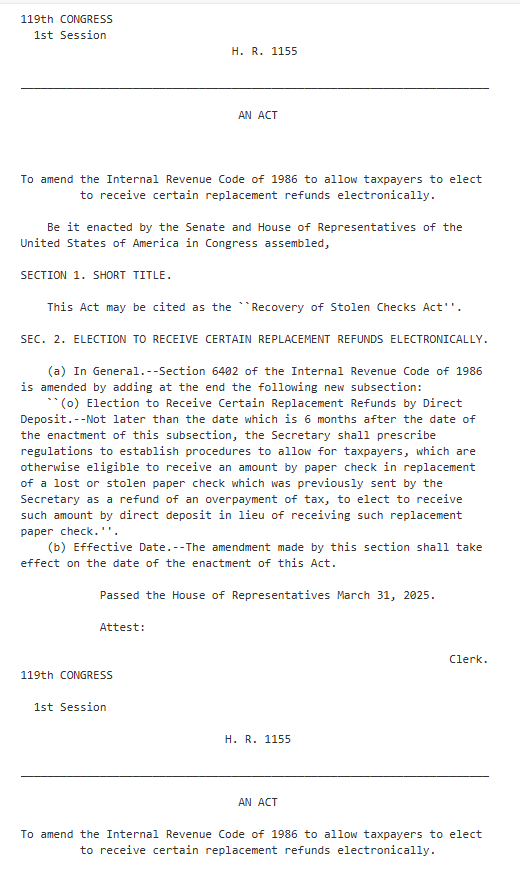 119th CONGRESS
1st Session
H. R. 1155
AN ACT
To amend the Internal Revenue Code of 1986 to allow taxpayers to elect
to receive certain replacement refunds electronically.
Be it enacted by the Senate and House of Representatives of the
United States of America in Congress assembled,
SECTION 1. SHORT TITLE.
This Act may be cited as the ``Recovery of Stolen Checks Act''.
SEC. 2. ELECTION TO RECEIVE CERTAIN REPLACEMENT REFUNDS ELECTRONICALLY.
(a) In General.--Section 6402 of the Internal Revenue Code of 1986
is amended by adding at the end the following new subsection:
``(o) Election to Receive Certain Replacement Refunds by Direct
Deposit.--Not later than the date which is 6 months after the date of
the enactment of this subsection, the Secretary shall prescribe
regulations to establish procedures to allow for taxpayers, which are
otherwise eligible to receive an amount by paper check in replacement
of a lost or stolen paper check which was previously sent by the
Secretary as a refund of an overpayment of tax, to elect to receive
such amount by direct deposit in lieu of receiving such replacement
paper check.''.
(b) Effective Date.--The amendment made by this section shall take
effect on the date of the enactment of this Act.
Passed the House of Representatives March 31, 2025.
Attest:
Clerk.
119th CONGRESS
1st Session
H. R. 1155
AN ACT
To amend the Internal Revenue Code of 1986 to allow taxpayers to elect
to receive certain replacement refunds electronically.